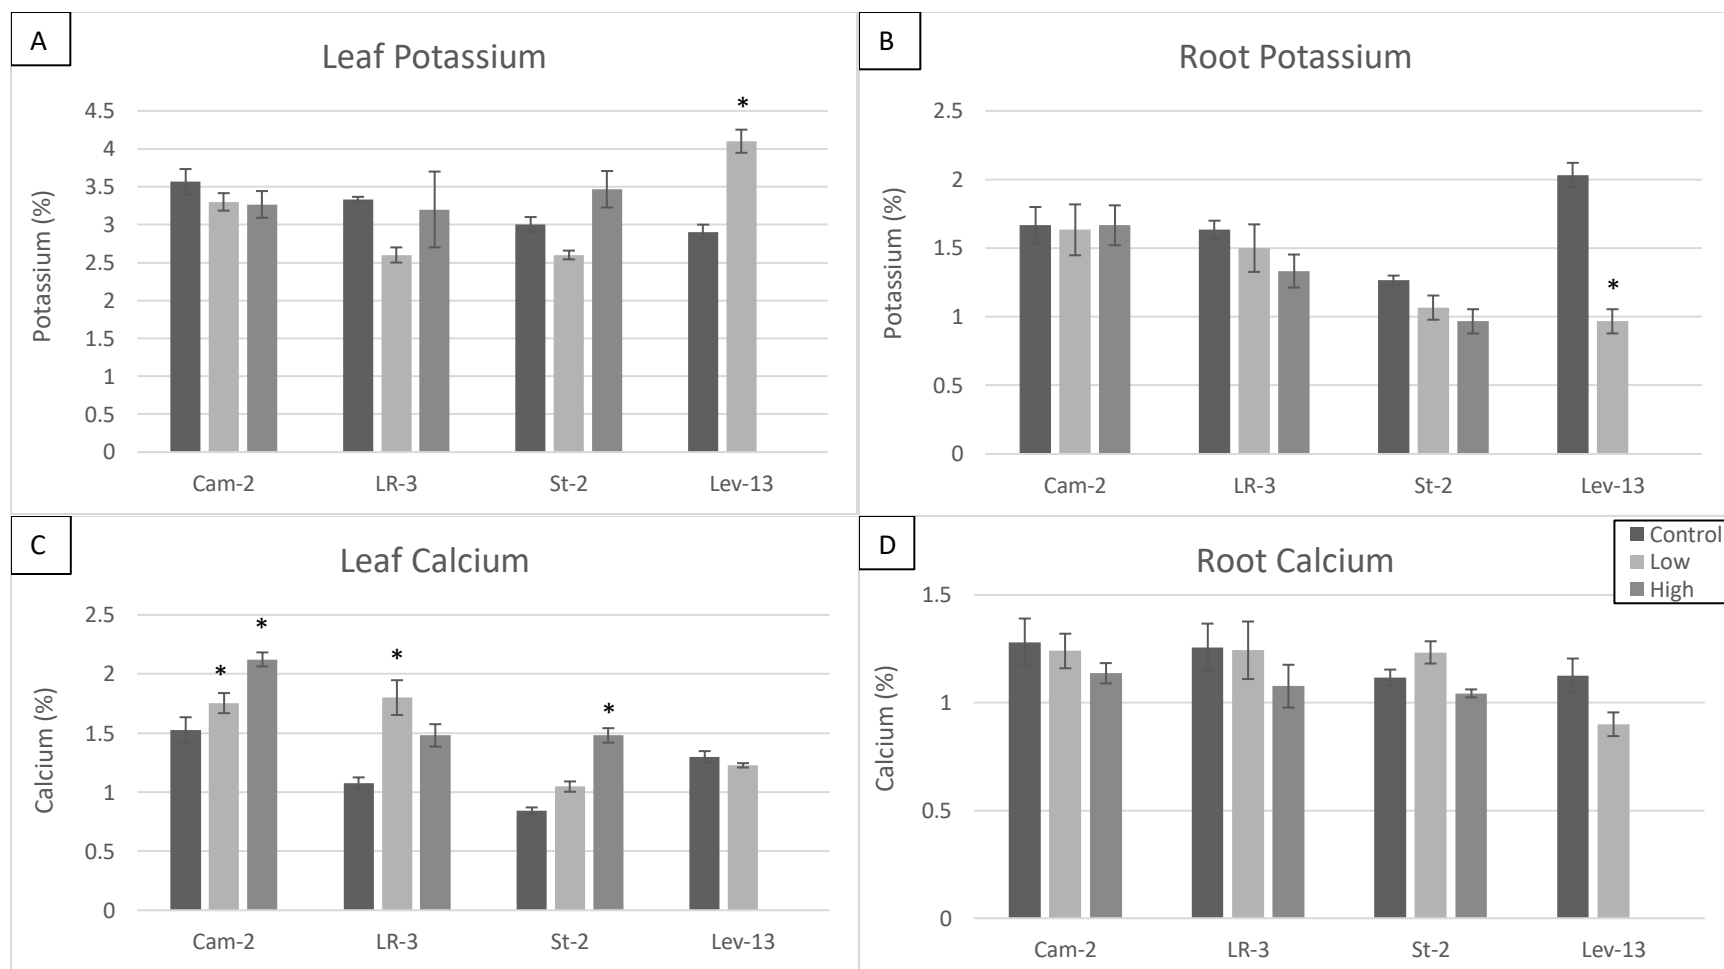 A
Leaf Potassium
Potassium (%)
4.5
4
3.5
3
2.5
2
1.5
1
0.5
0
*
Cam-2 LR-3 St-2 Lev-13
B
Root Potassium
Potassium (%)
2.5
2
1.5
1
0.5
0
*
Cam-2 LR-3 St-2 Lev-13
C
Leaf Calcium
Calcium (%)
2.5
2
1.5
1
0.5
0
* * * *
Cam-2 LR-3 St-2 Lev-13
D
Root Calcium
Control
Low
High
Calcium (%)
1.5
1
0.5
0
Cam-2 LR-3 St-2 Lev-13